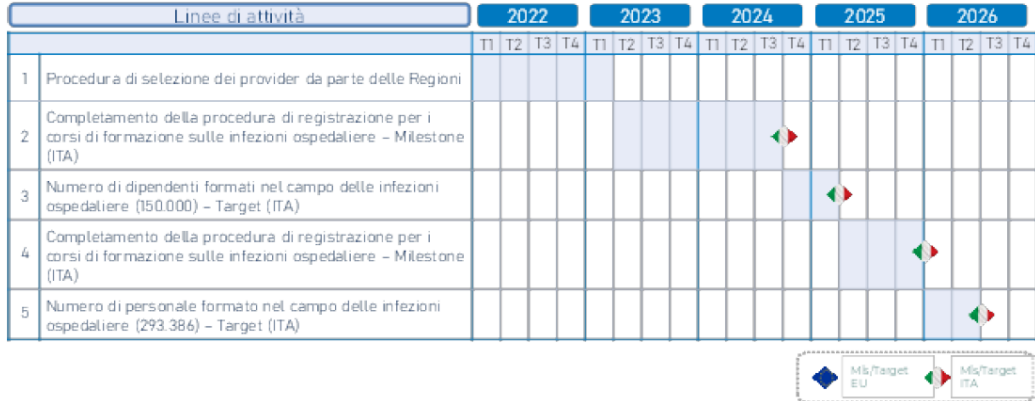 Linee di attività 2022 2023 2024 2025 2026
T1 T2 T3 T4 T1 T2 T3 T4 T1 T2 T3 T4 T1 T2 T3 T4 T1 T2 T3 T4
1 Procedura di selezione dei provider da parte delle Regioni
Completamento della procedura di registrazione per i
2 corsi di formazione sulle infezioni ospedaliere – Milestone
(ITA)
3 Numero di dipendenti formati nel campo delle infezioni
ospedaliere (150.000) – Target (ITA)
Completamento della procedura di registrazione per i
4 corsi di formazione sulle infezioni ospedaliere – Milestone
(ITA)
5 Numero di personale formato nel campo delle infezioni
ospedaliere (293.386) – Target (ITA)
Mis/Target Mis/Target
EU ITA